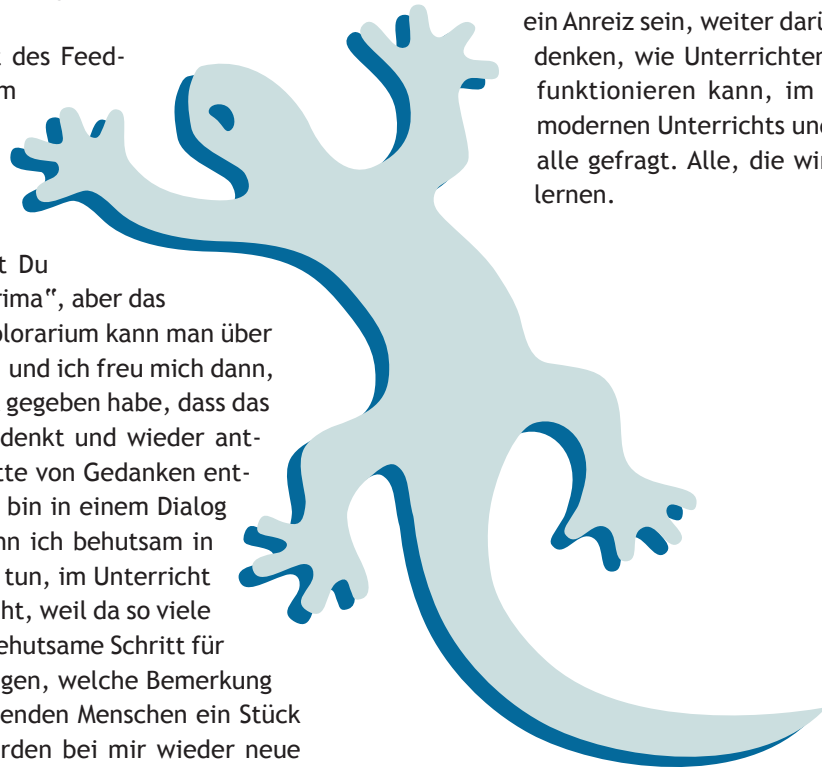 des Feed-
t Du
rima“, aber das
plorarium kann man über
und ich freu mich dann,
gegeben habe, dass das
denkt und wieder ant-
tte von Gedanken ent-
bin in einem Dialog
nn ich behutsam in
tun, im Unterricht
ht, weil da so viele
ehutsame Schritt für
gen, welche Bemerkung
enden Menschen ein Stück
rden bei mir wieder neue
ein Anreiz sein, weiter darü
denken, wie Unterrichten
funktionieren kann, im
modernen Unterrichts und
alle gefragt. Alle, die wir
lernen.